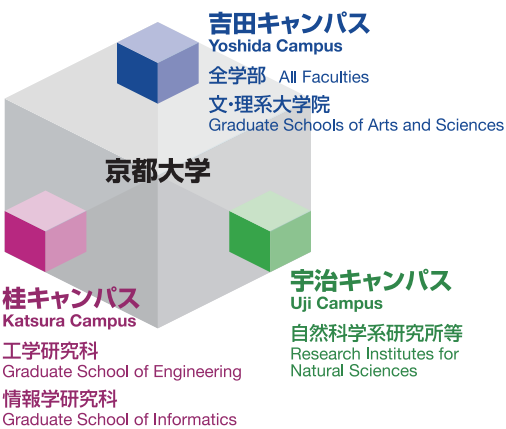 吉田キャンパス
Yoshida Campus
全学部 All Faculties
文・理系大学院
Graduate Schools of Arts and Sciences
京都大学
桂キャンパス
Katsura Campus
工学研究科
Graduate School of Engineering
情報学研究科
Graduate School of Informatics
宇治キャンパス
Uji Campus
自然科学系研究所等
Research Institutes for
Natural Sciences